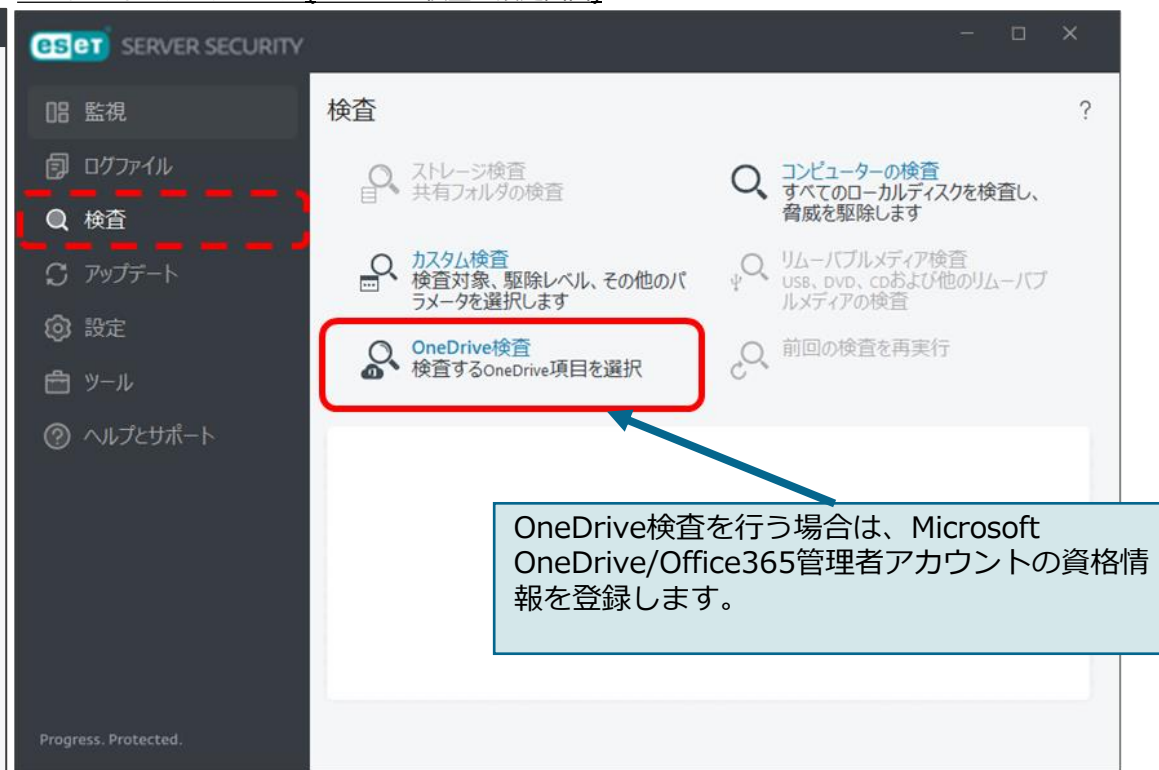 eset SERVER SECURITY
監視
ログファイル
検査
アップデート
設定
ツール
ヘルプとサポート
Progress. Protected.
検査
?
ストレージ検査
共有フォルダの検査
コンピューターの検査
すべてのローカルディスクを検査し、
脅威を駆除します
カスタム検査
検査対象、駆除レベル、その他のパ
ラメータを選択します
リムーバブルメディア検査
USB、DVD、CDおよび他のリムーバブ
ルメディアの検査
OneDrive検査
検査するOneDrive項目を選択
前回の検査を再実行
OneDrive検査を行う場合は、Microsoft
OneDrive/Office365管理者アカウントの資格情
報を登録します。